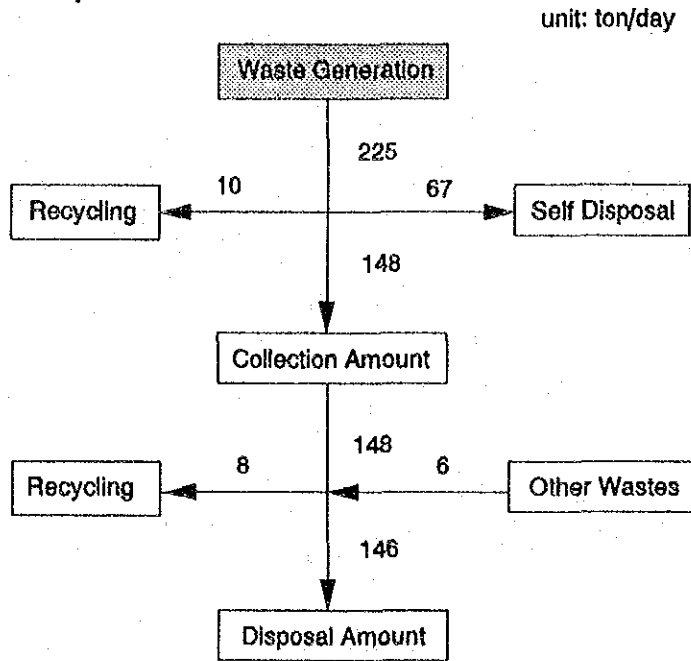 unit: ton/day
Waste Generation
225
10
67
Recycling
Self Disposal
148
Collection Amount
148
8
6
Recycling
Other Wastes
146
Disposal Amount